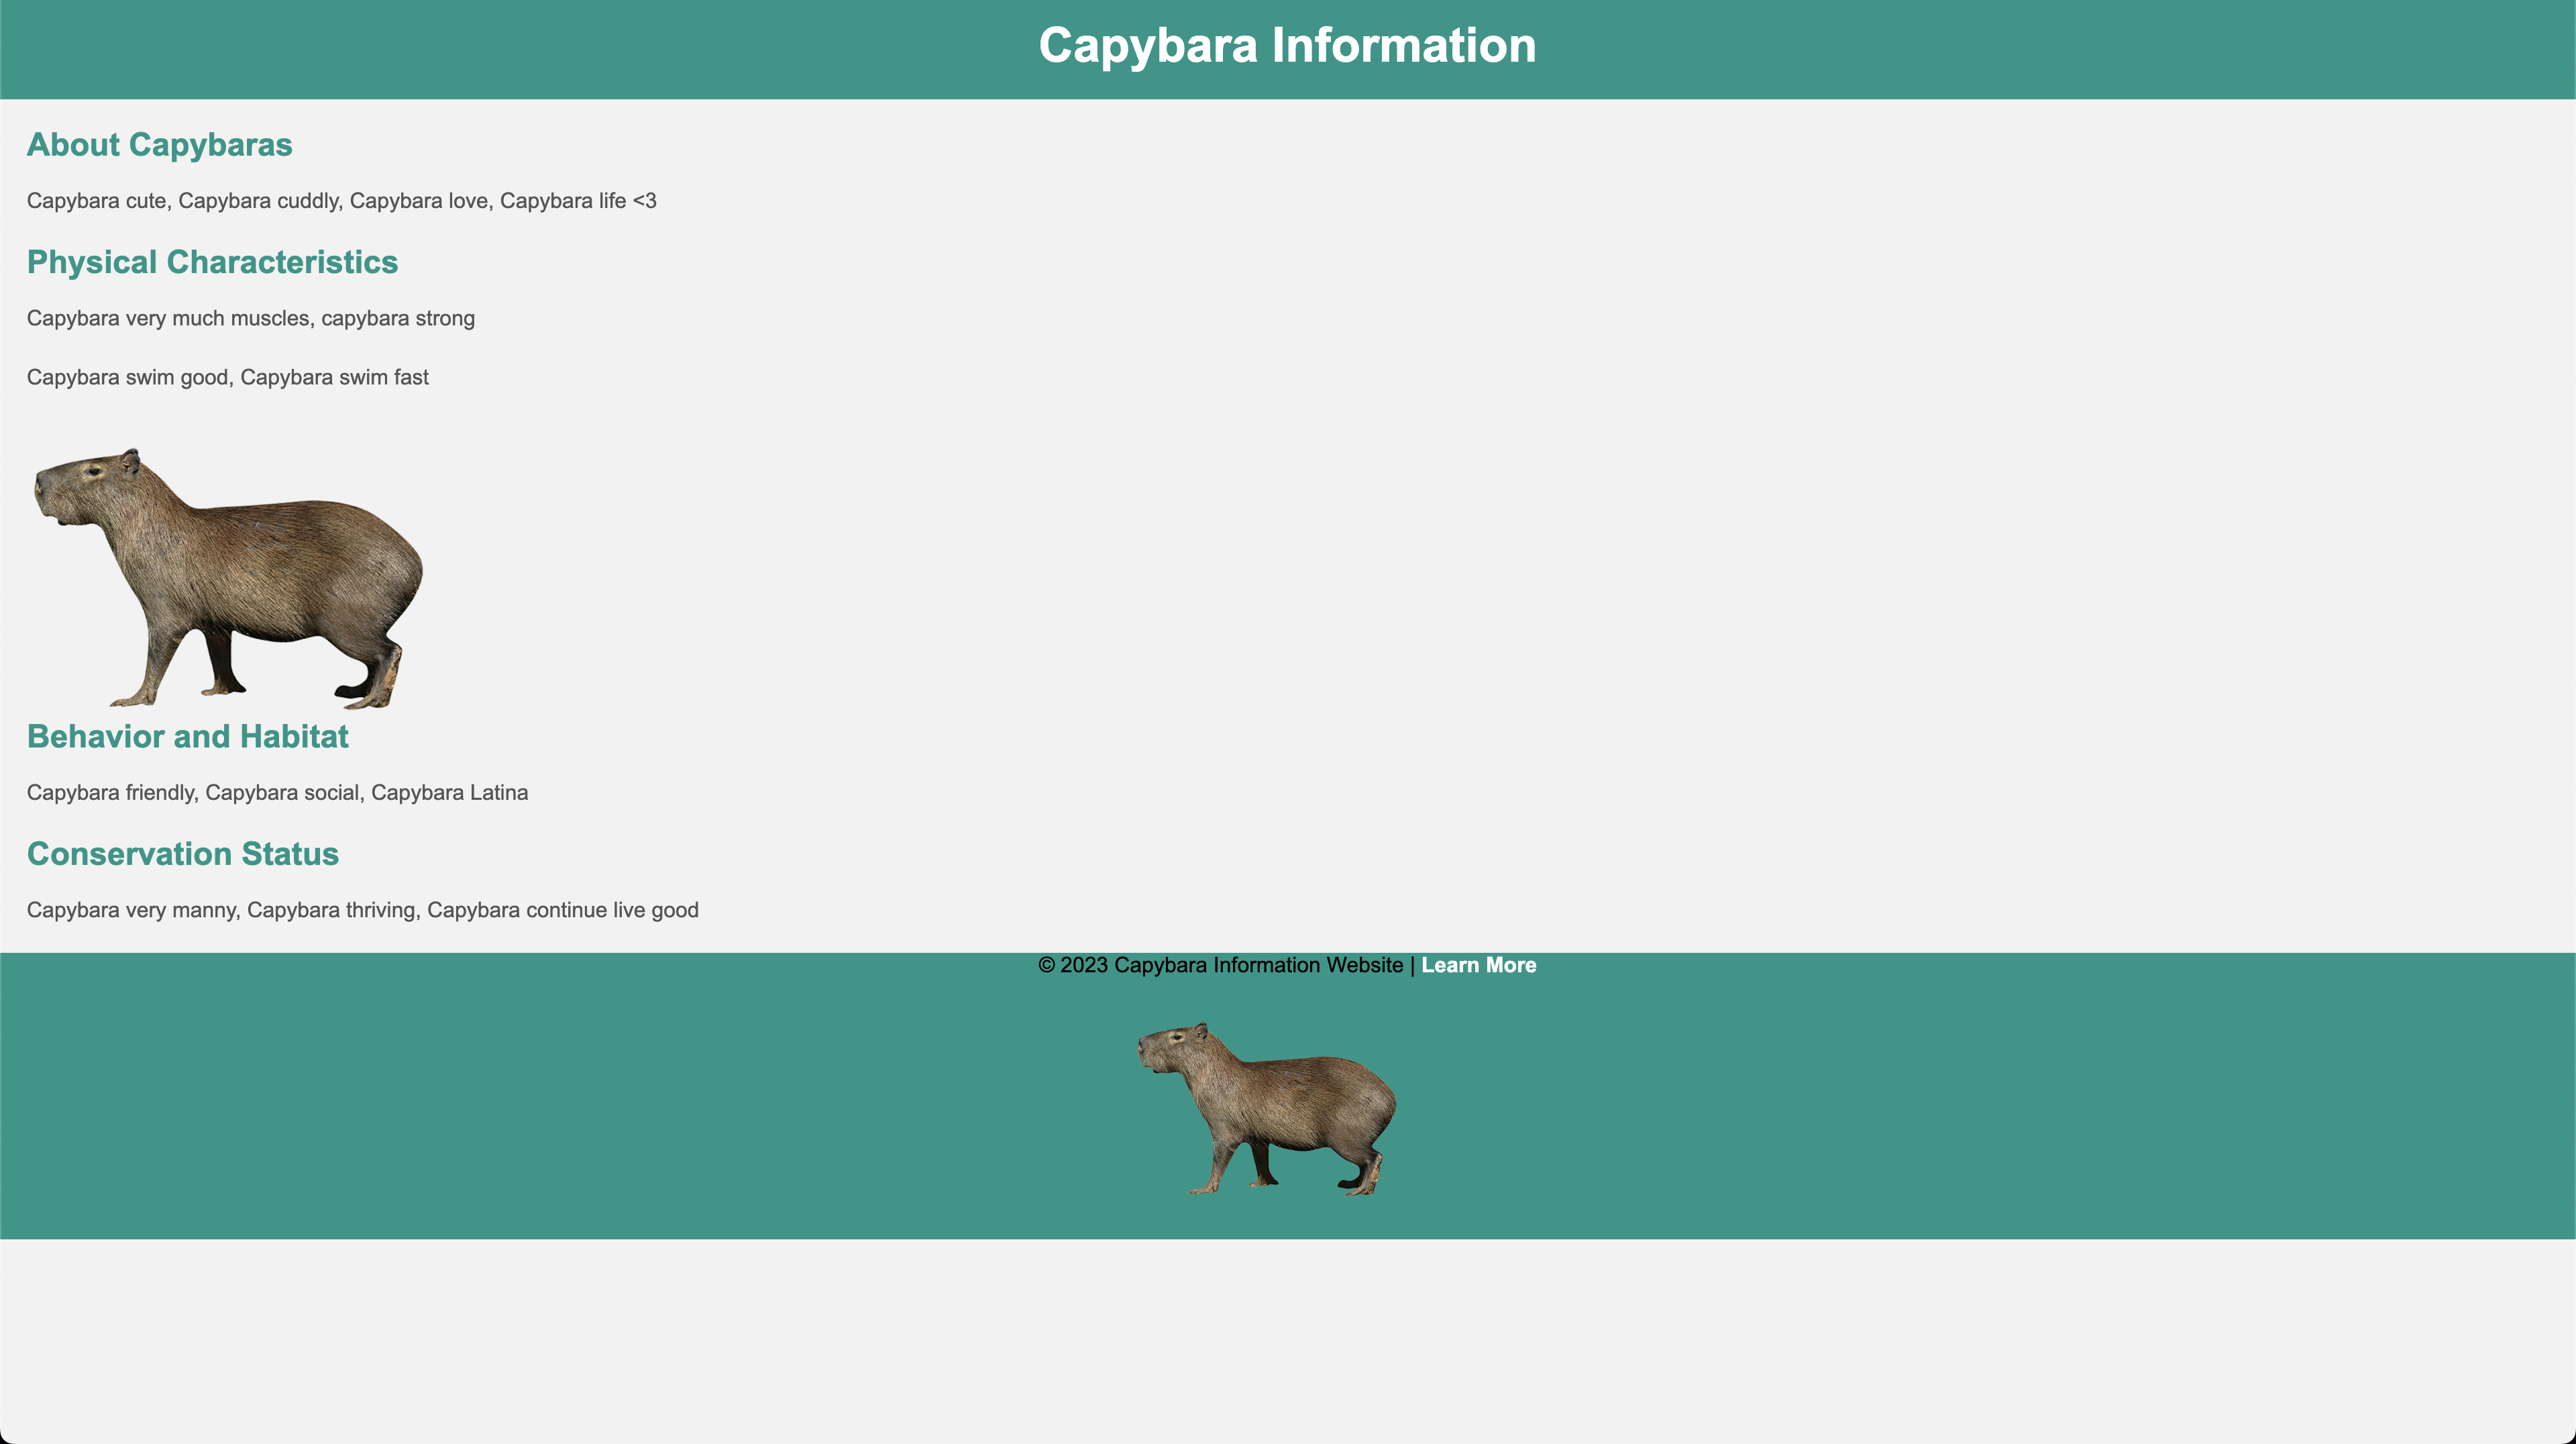 Capybara Information
About Capybaras
Capybara cute, Capybara cuddly, Capybara love, Capybara life <3
Physical Characteristics
Capybara very much muscles, capybara strong
Capybara swim good, Capybara swim fast
Behavior and Habitat
Capybara friendly, Capybara social, Capybara Latina
Conservation Status
Capybara very manny, Capybara thriving, Capybara continue live good
© 2023 Capybara Information Website | Learn More